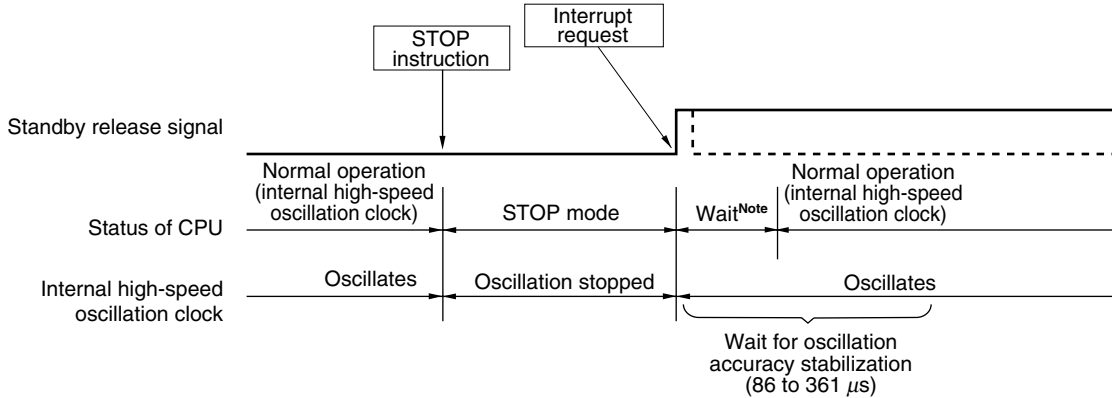 Interrupt
request
STOP
instruction
Standby release signal
Normal operation
(internal high-speed
oscillation clock)
Normal operation
(internal high-speed
oscillation clock)
Status of CPU
STOP mode
WaitNote
Internal high-speed
oscillation clock
Oscillates
Oscillation stopped
Oscillates
Wait for oscillation
accuracy stabilization
(86 to 361 μs)